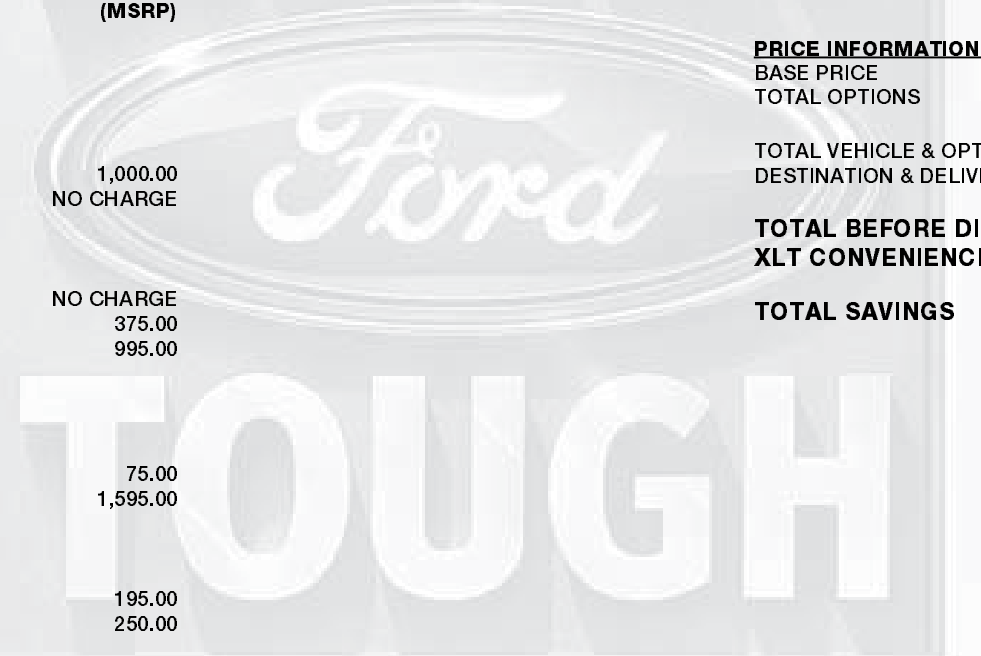 (MSRP)
1,000.00
NO CHARGE
NO CHARGE
375.00
995.00
75.00
1,595.00
195.00
250.00
PRICE INFORMATION
BASE PRICE
TOTAL OPTIONS
TOTAL VEHICLE & OPT
DESTINATION & DELIV
TOTAL BEFORE DI
XLT CONVENIENC
TOTAL SAVINGS
Ford
TOUGH